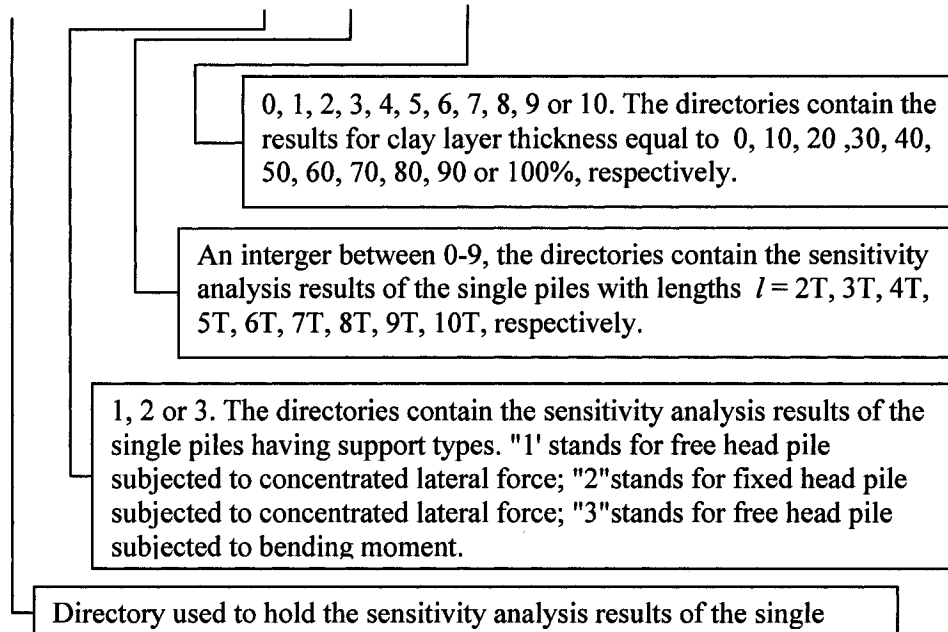 0, 1, 2, 3, 4, 5, 6, 7, 8, 9 or 10. The directories contain the
results for clay layer thickness equal to 0, 10, 20 ,30, 40,
50, 60, 70, 80, 90 or 100%, respectively.
An interger between 0-9, the directories contain the sensitivity
analysis results of the single piles with lengths l = 2T, 3T, 4T,
5T, 6T, 7T, 8T, 9T, 10T, respectively.
1, 2 or 3. The directories contain the sensitivity analysis results of the
single piles having support types. "1' stands for free head pile
subjected to concentrated lateral force; "2"stands for fixed head pile
subjected to concentrated lateral force; "3"stands for free head pile
subjected to bending moment.
Directory used to hold the sensitivity analysis results of the single